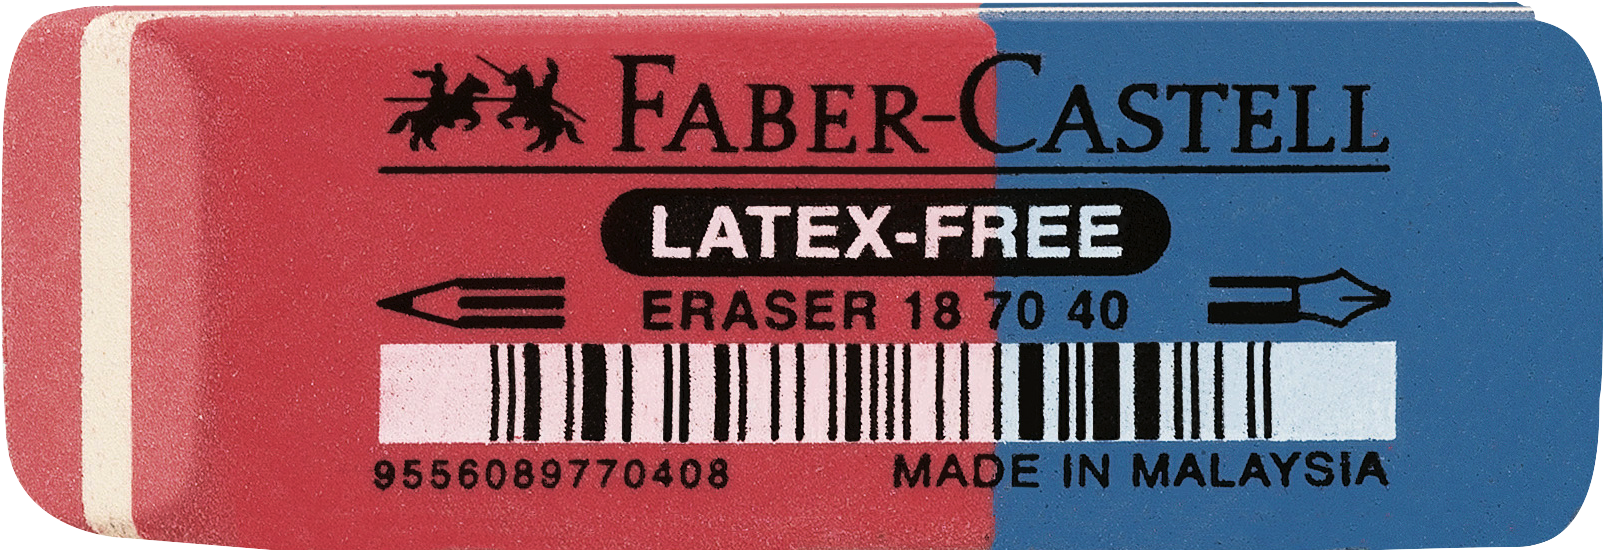 FABER-CASTELL
LATEX-FREE
ERASER 18 70 40
9556089770408 MADE IN MALAYSIA